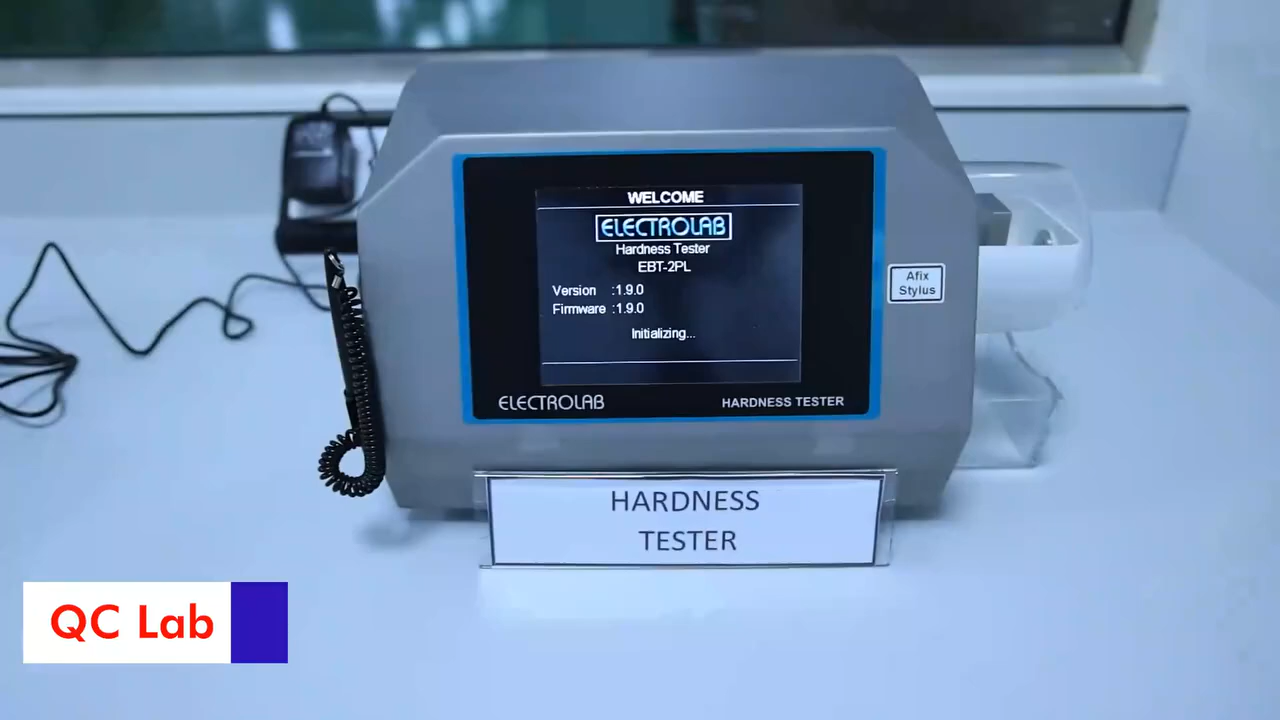 WELCOME
ELECTROLAB
Hardness Tester
EBT-2PL
Version :1.9.0
Firmware :1.9.0
Initializing...
ELECTROLAB
HARDNESS TESTER
Afix
Stylus
HARDNESS
TESTER
QC Lab